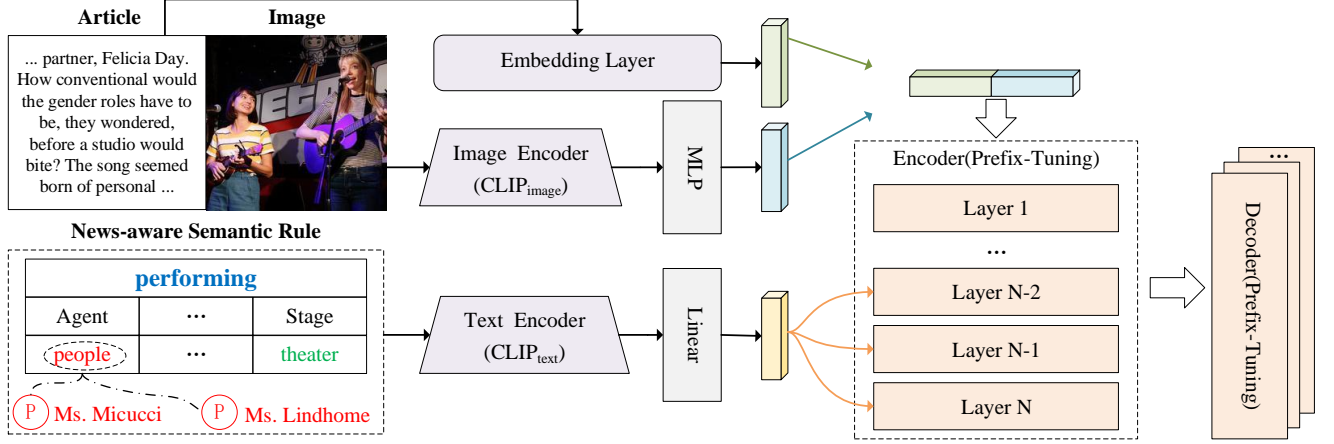 Article
Image
... partner, Felicia Day.
How conventional would
the gender roles have to
be, they wondered,
before a studio would
bite? The song seemed
born of personal ...
Embedding Layer
Image Encoder
(CLIPimage)
MLP
Encoder(Prefix-Tuning)
Layer 1
...
Layer N-2
Layer N-1
Layer N
...
Decoder(Prefix-Tuning)
News-aware Semantic Rule
performing
Agent ... Stage
people ... theater
P Ms. Micucci P Ms. Lindhome
Text Encoder
(CLIPtext)
Linear